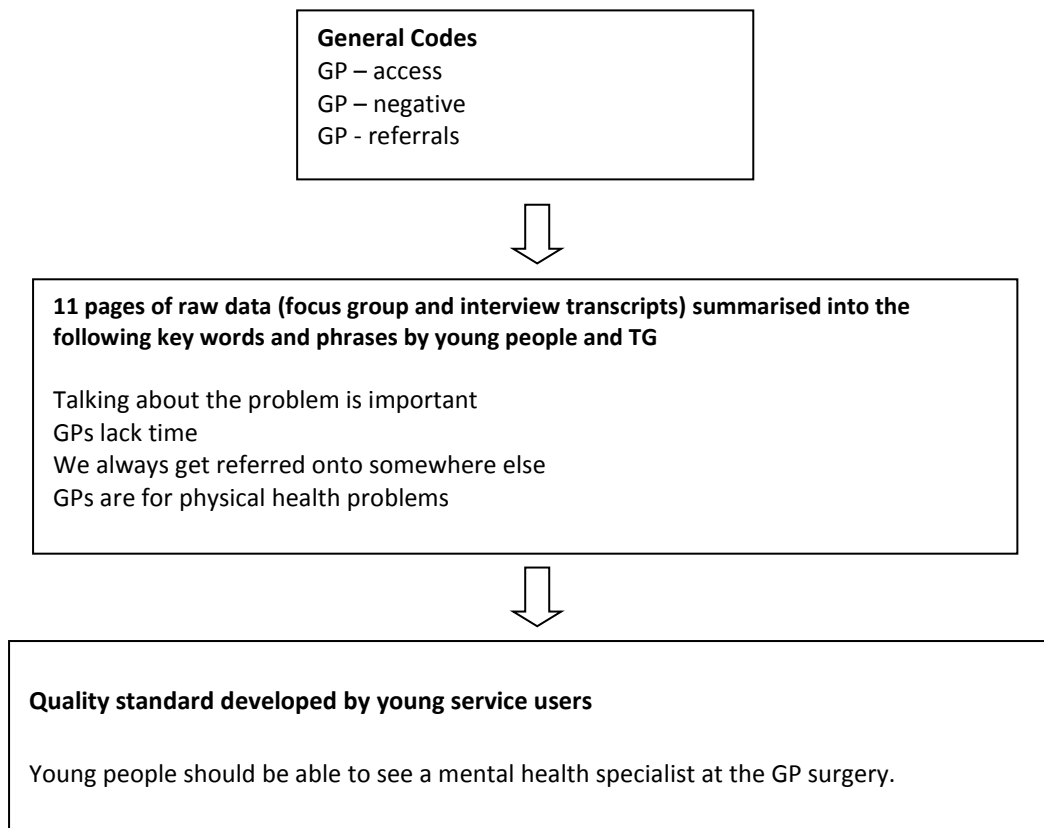 General Codes
GP – access
GP – negative
GP - referrals
11 pages of raw data (focus group and interview transcripts) summarised into the
following key words and phrases by young people and TG
Talking about the problem is important
GPs lack time
We always get referred onto somewhere else
GPs are for physical health problems
Quality standard developed by young service users
Young people should be able to see a mental health specialist at the GP surgery.